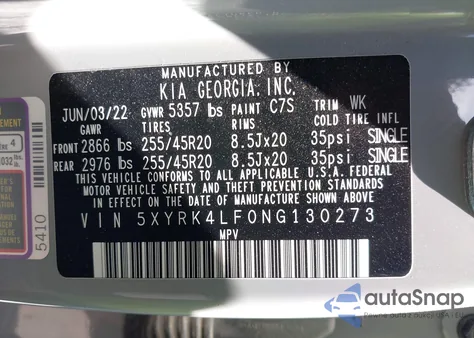 MANUFACTURED BY
KIA GEORGIA, INC.
JUN/03/22 GVWR 5357 lbs PAINT C7S TRIM WK
GAWR TIRES RIMS COLD TIRE INFL
FRONT 2866 lbs 255/45R20 8.5Jx20 35psi SINGLE
REAR 2976 lbs 255/45R20 8.5Jx20 35psi SINGLE
THIS VEHICLE CONFORMS TO ALL APPLICABLE U.S.A. FEDERAL
MOTOR VEHICLE SAFETY, BUMPER, AND THEFT PREVENTION
STANDARDS IN EFFECT ON THE DATE OF MANUFACTURE SHOWN ABOVE.
VIN 5XYRK4LF0NG130273
MPV
5410
autoSnap